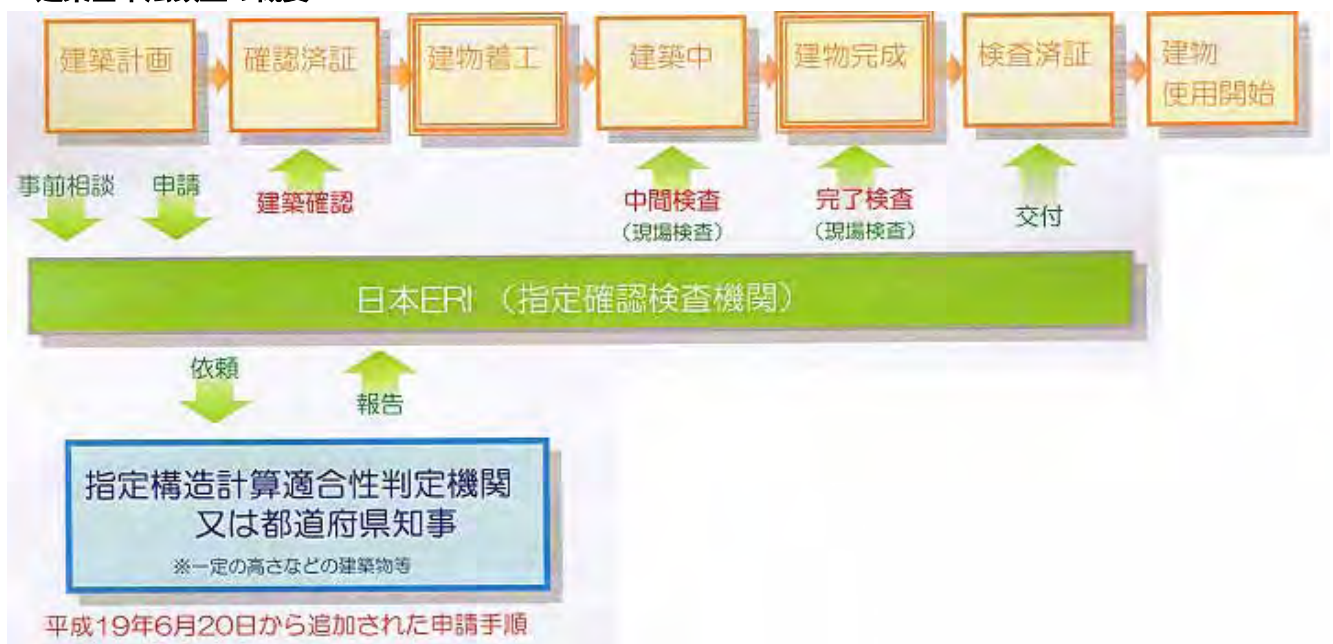 建築計画
確認済証
建物着工
建築中
建物完成
検査済証
建物
使用開始
事前相談
申請
建築確認
中間検査
（現場検査）
完了検査
（現場検査）
交付
日本ERI （指定確認検査機関）
依頼
報告
指定構造計算適合性判定機関
又は都道府県知事
※一定の高さなどの建築物等
平成19年6月20日から追加された申請手順